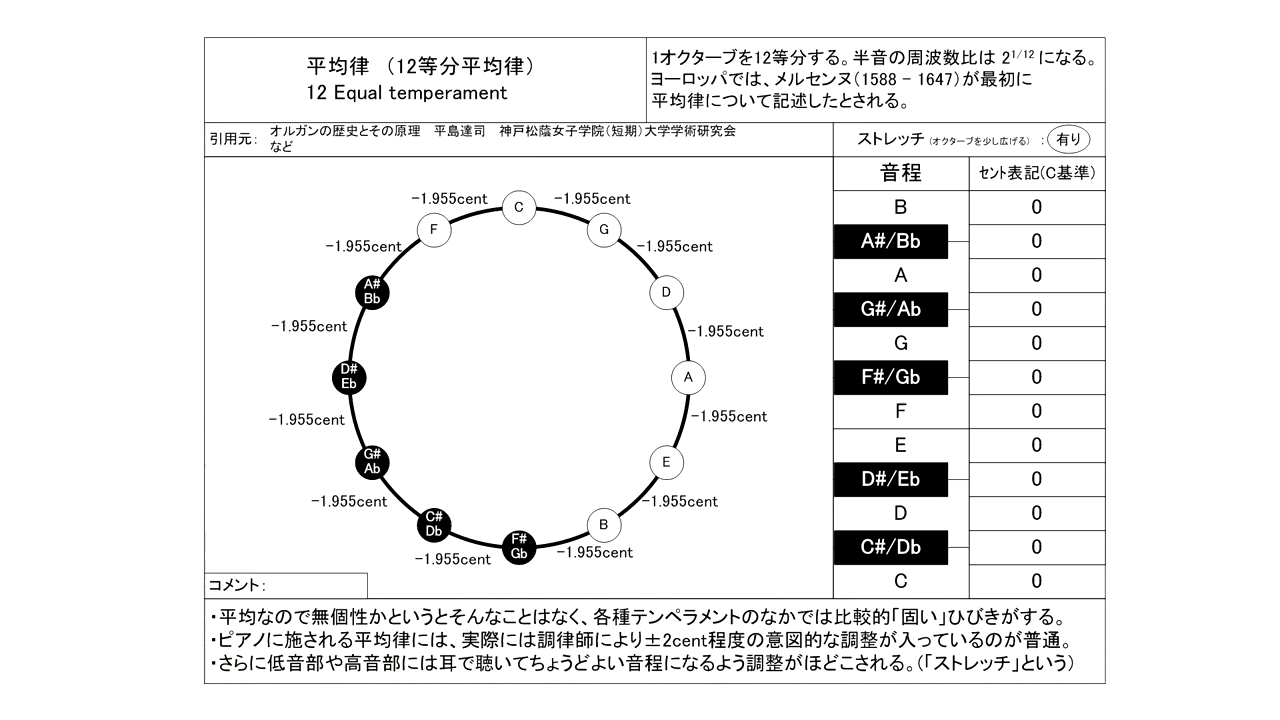 平均律 （12等分平均律）
12 Equal temperament
1オクターブを12等分する。半音の周波数比は 2^1/12 になる。
ヨーロッパでは、メルセンヌ（1588 - 1647）が最初に
平均律について記述したとされる。
引用元： オルガンの歴史とその原理　平島達司　神戸松蔭女子学院（短期）大学学術研究会
など
ストレッチ （オクターブを少し広げる） ： 有り
-1.955cent
-1.955cent
C
F
G
-1.955cent
-1.955cent
A#
Bb
D
-1.955cent
-1.955cent
D#
Eb
A
-1.955cent
-1.955cent
G#
Ab
E
-1.955cent
-1.955cent
C#
Db
B
F#
Gb
-1.955cent
-1.955cent
音程 セント表記（C基準）
B 0
A#/Bb 0
A 0
G#/Ab 0
G 0
F#/Gb 0
F 0
E 0
D#/Eb 0
D 0
C#/Db 0
C 0
コメント：
・平均なので無個性かというとそんなことはなく、各種テンペラメントのなかでは比較的「固い」ひびきがする。
・ピアノに施される平均律には、実際には調律師により±2cent程度の意図的な調整が入っているのが普通。
・さらに低音部や高音部には耳で聴いてちょうどよい音程になるよう調整がほどこされる。（「ストレッチ」という）